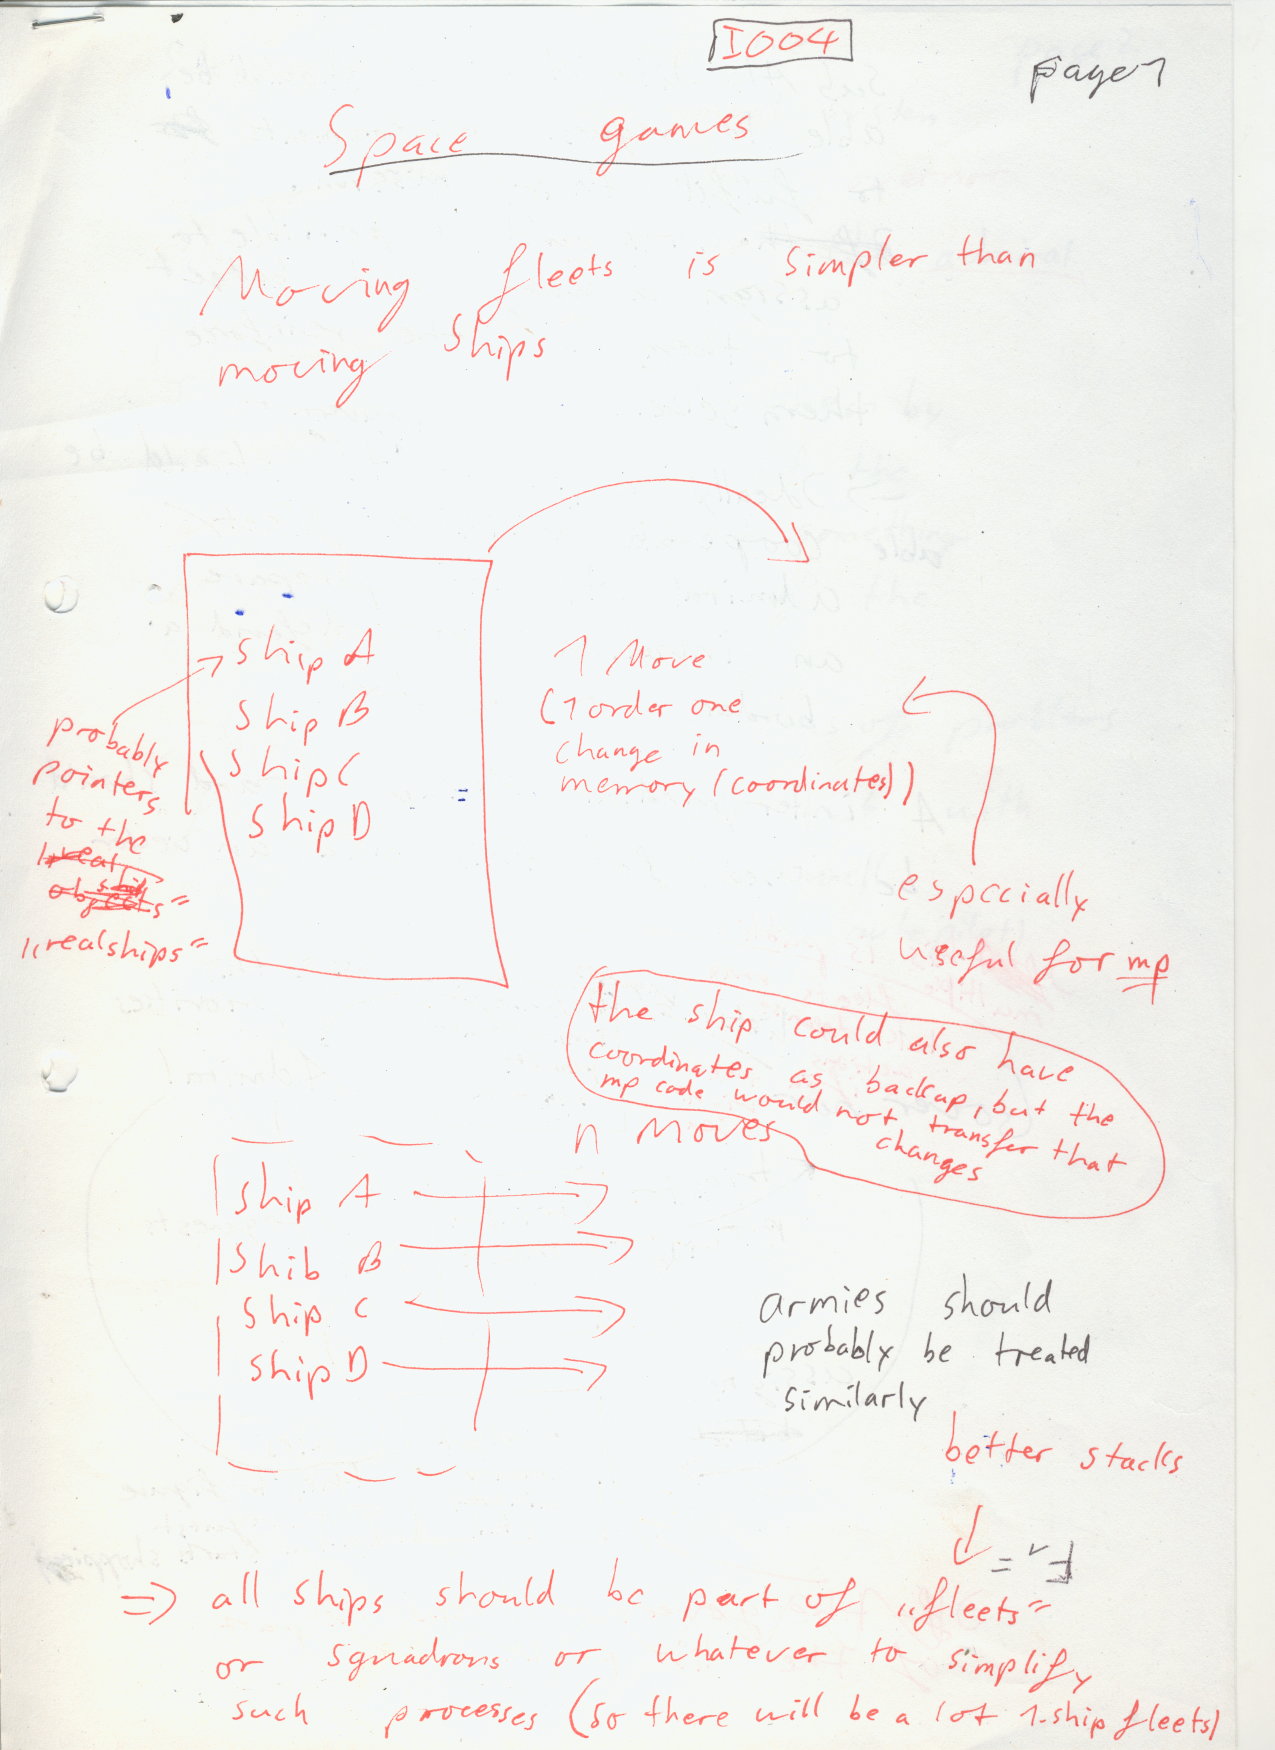 I004
page 1
Space games
Moving fleets is simpler than
moving ships
ship A
ship B
ship C
ship D
probably
pointers
to the
"realships"
1 Move
(1 order one
change in
memory (coordinates))
especially
useful for mp
the ship could also have
coordinates as backup, but the
mp code would not transfer that
changes
n moves
ship A
Shib B
ship C
ship D
armies should
probably be treated
similarly
better stacks
=> all ships should be part of „fleets"
or squadrons or whatever to simplify
such processes (so there will be a lot 1-ship fleets)